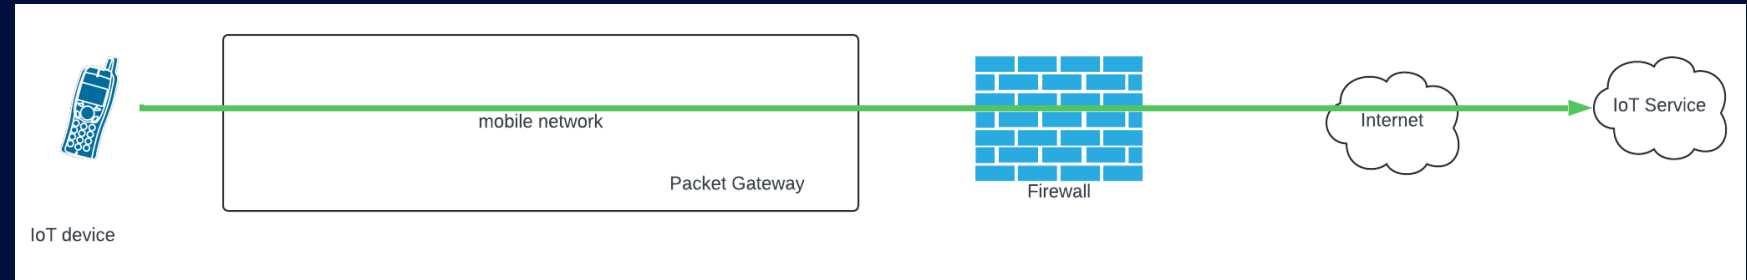 IoT device
mobile network
Packet Gateway
Firewall
Internet
IoT Service